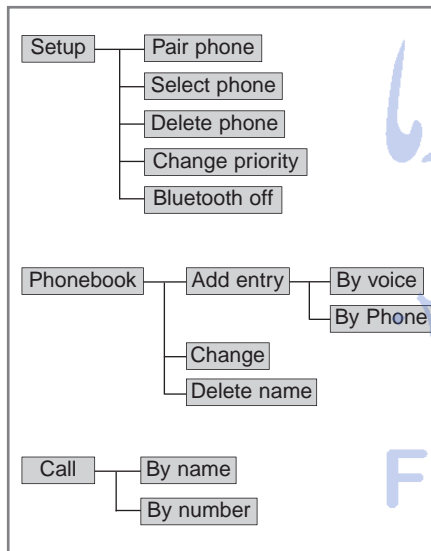 Setup
Pair phone
Select phone
Delete phone
Change priority
Bluetooth off
Phonebook
Add entry
By voice
By Phone
Change
Delete name
Call
By name
By number
F